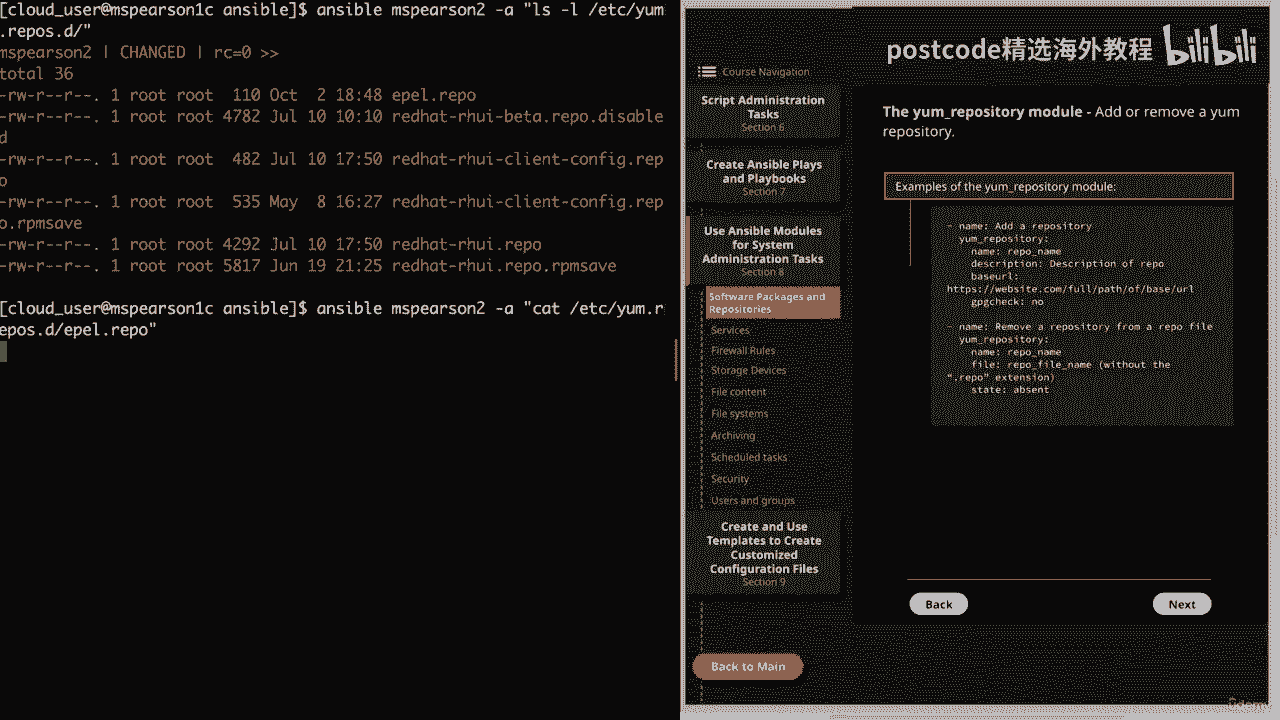 [cloud_user@mspearson1c ansible]$ ansible mspearson2 -a "ls -l /etc/yum
.repos.d/"
mspearson2 | CHANGED | rc=0 >>
total 36
-rw-r--r--. 1 root root  110 Oct  2 18:48 epel.repo
-rw-r--r--. 1 root root 4782 Jul 10 10:10 redhat-rhui-beta.repo.disable
d
-rw-r--r--. 1 root root  482 Jul 10 17:50 redhat-rhui-client-config.rep
o
-rw-r--r--. 1 root root  535 May  8 16:27 redhat-rhui-client-config.rep
o.rpmsave
-rw-r--r--. 1 root root 4292 Jul 10 17:50 redhat-rhui.repo
-rw-r--r--. 1 root root 5817 Jun 19 21:25 redhat-rhui.repo.rpmsave
[cloud_user@mspearson1c ansible]$ ansible mspearson2 -a "cat /etc/yum.r
epos.d/epel.repo"
postcode精选海外教程 bilibili
Course Navigation
Script Administration
Tasks
Section 6
Create Ansible Plays
and Playbooks
Section 7
Use Ansible Modules
for System
Administration Tasks
Section 8
Software Packages and
Repositories
Services
Firewall Rules
Storage Devices
File content
File systems
Archiving
Scheduled tasks
Security
Users and groups
Create and Use
Templates to Create
Customized
Configuration Files
Section 9
Back to Main
The yum_repository module - Add or remove a yum
repository.
Examples of the yum_repository module:
name: Add a repository
yum_repository:
name: repo_name
description: Description of repo
baseurl:
https://website.com/full/path/of/base/url
gpgcheck: no
name: Remove a repository from a repo file
yum_repository:
name: repo_name
file: repo_file_name (without the
".repo" extension)
state: absent
Back
Next